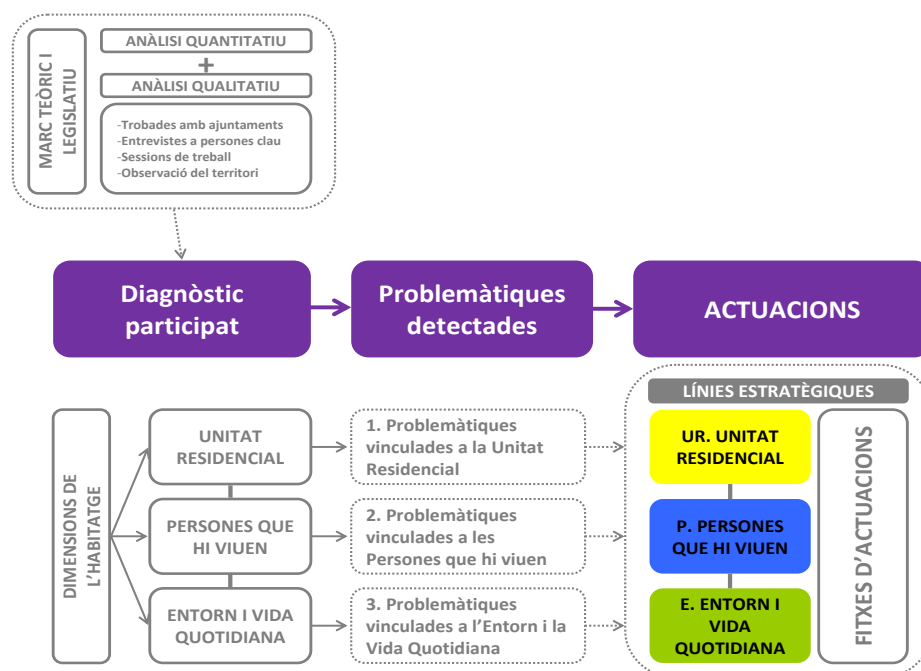 MARC TEÒRIC I
LEGISLATIU
ANÀLISI QUANTITATIU
+
ANÀLISI QUALITATIU
-Trobades amb ajuntaments
-Entrevistes a persones clau
-Sessions de treball
-Observació del territori
Diagnòstic
participat
Problemàtiques
detectades
ACTUACIONS
DIMENSIONS DE
L’HABITATGE
UNITAT
RESIDENCIAL
PERSONES QUE
HI VIUEN
ENTORN I VIDA
QUOTIDIANA
1. Problemàtiques
vinculades a la Unitat
Residencial
2. Problemàtiques
vinculades a les
Persones que hi viuen
3. Problemàtiques
vinculades a l’Entorn i la
Vida Quotidiana
LÍNIES ESTRATÈGIQUES
UR. UNITAT
RESIDENCIAL
P. PERSONES
QUE HI VIUEN
E. ENTORN I
VIDA
QUOTIDIANA
FITXES D’ACTUACIONS